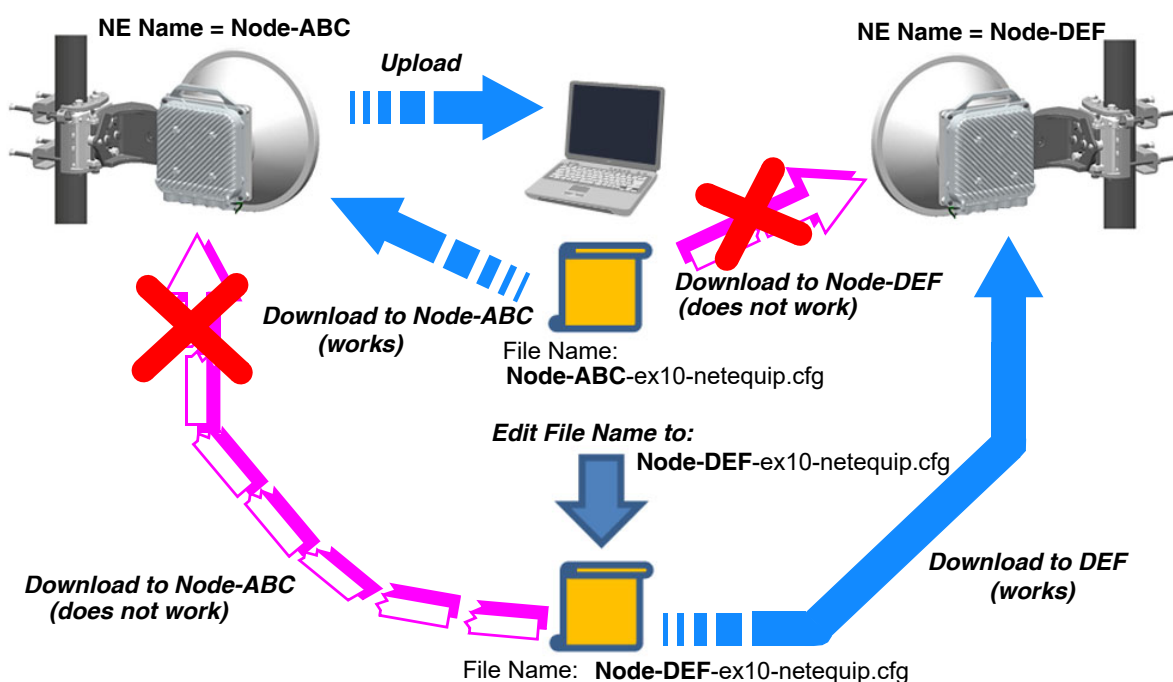 NE Name = Node-ABC
NE Name = Node-DEF
Upload
Download to Node-ABC
(works)
Download to Node-DEF
(does not work)
File Name:
Node-ABC-ex10-netequip.cfg
Edit File Name to:
Node-DEF-ex10-netequip.cfg
Download to Node-ABC
(does not work)
Download to DEF
(works)
File Name: Node-DEF-ex10-netequip.cfg